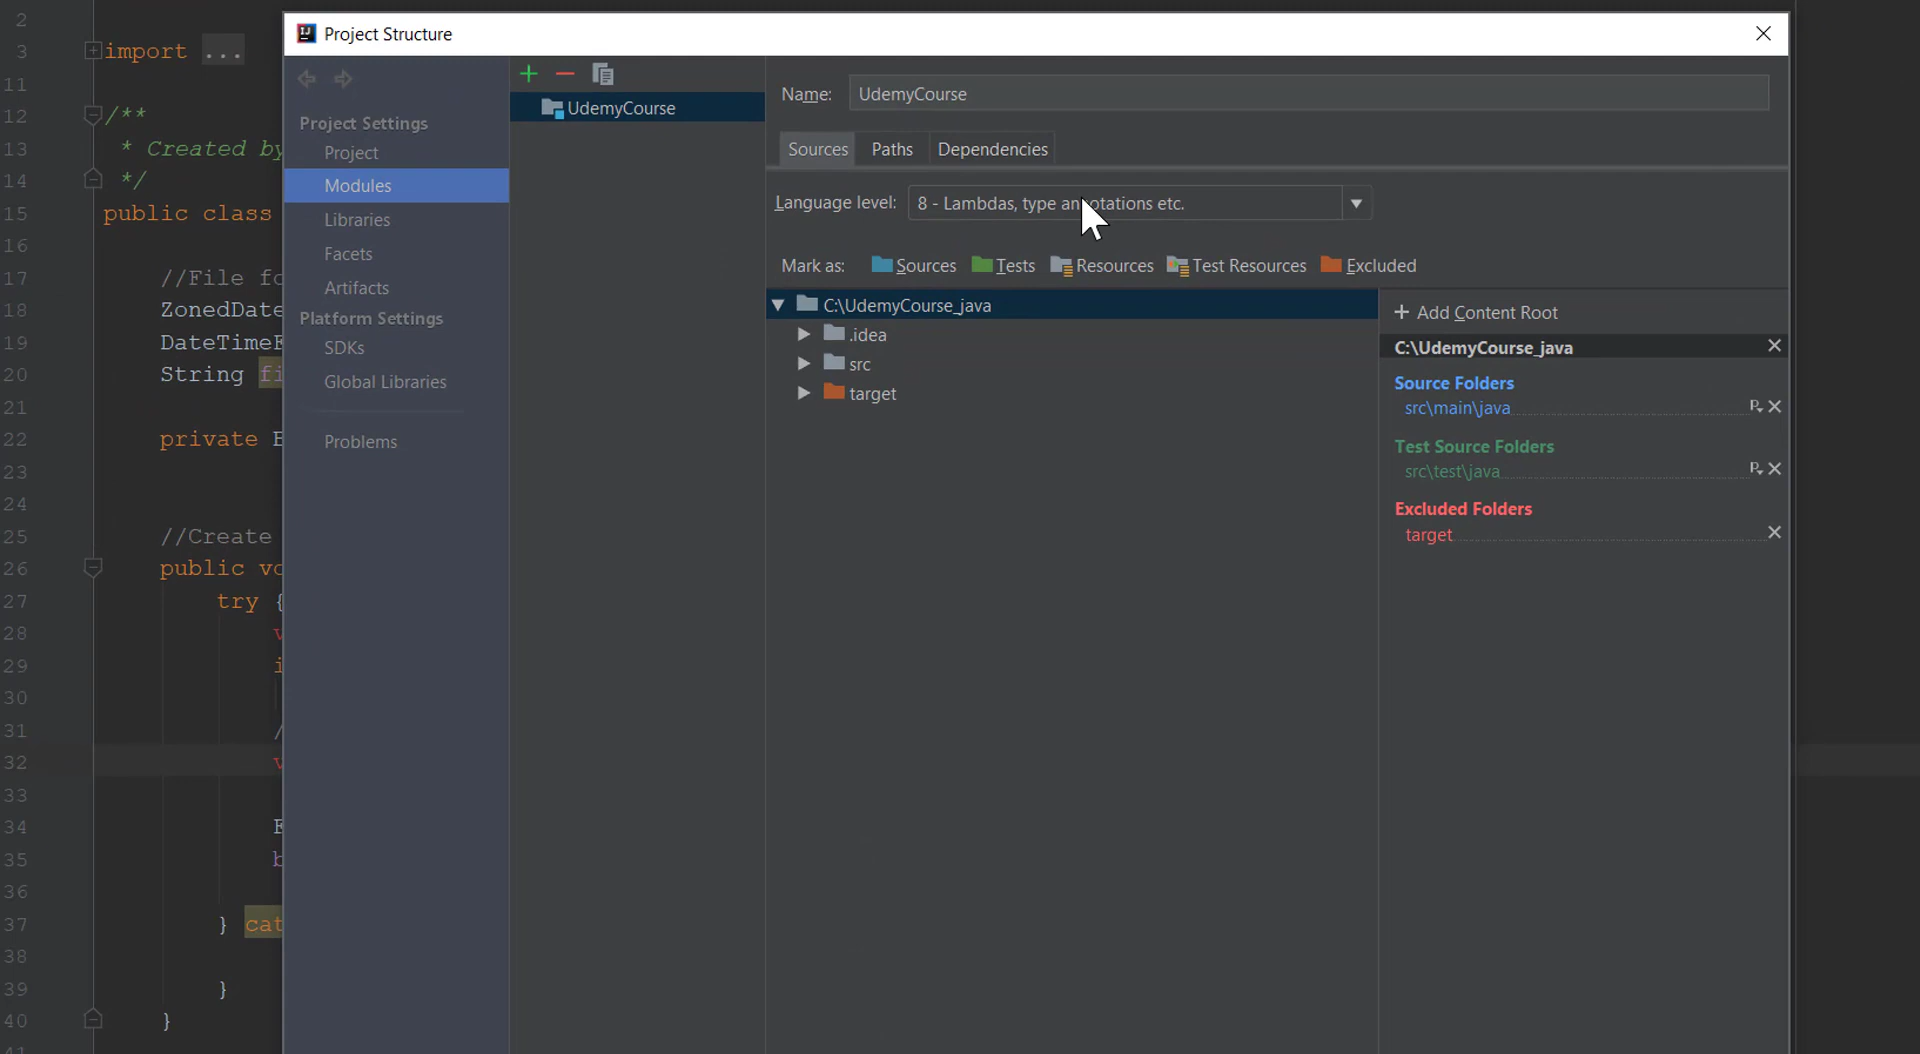 Project Structure
Project Settings
Project
Modules
Libraries
Facets
Artifacts
Platform Settings
SDKs
Global Libraries
Problems
UdemyCourse
Name: UdemyCourse
Sources Paths Dependencies
Language level: 8 - Lambdas, type annotations etc.
Mark as: Sources Tests Resources Test Resources Excluded
C:\UdemyCourse_java
.idea
src
target
+ Add Content Root
C:\UdemyCourse_java
Source Folders
src\main\java
Test Source Folders
src\test\java
Excluded Folders
target
2
3 import ...
11
12 /**
13 * Created by
14 */
15 public class
16
17 //File fo
18 ZonedDate
19 DateTimeF
20 String fi
21
22 private E
23
24
25 //Create
26 public vo
27 try {
28 v
29 i
30
31 /
32 v
33
34 E
35 b
36
37 } cat
38
39 }
40 }
41